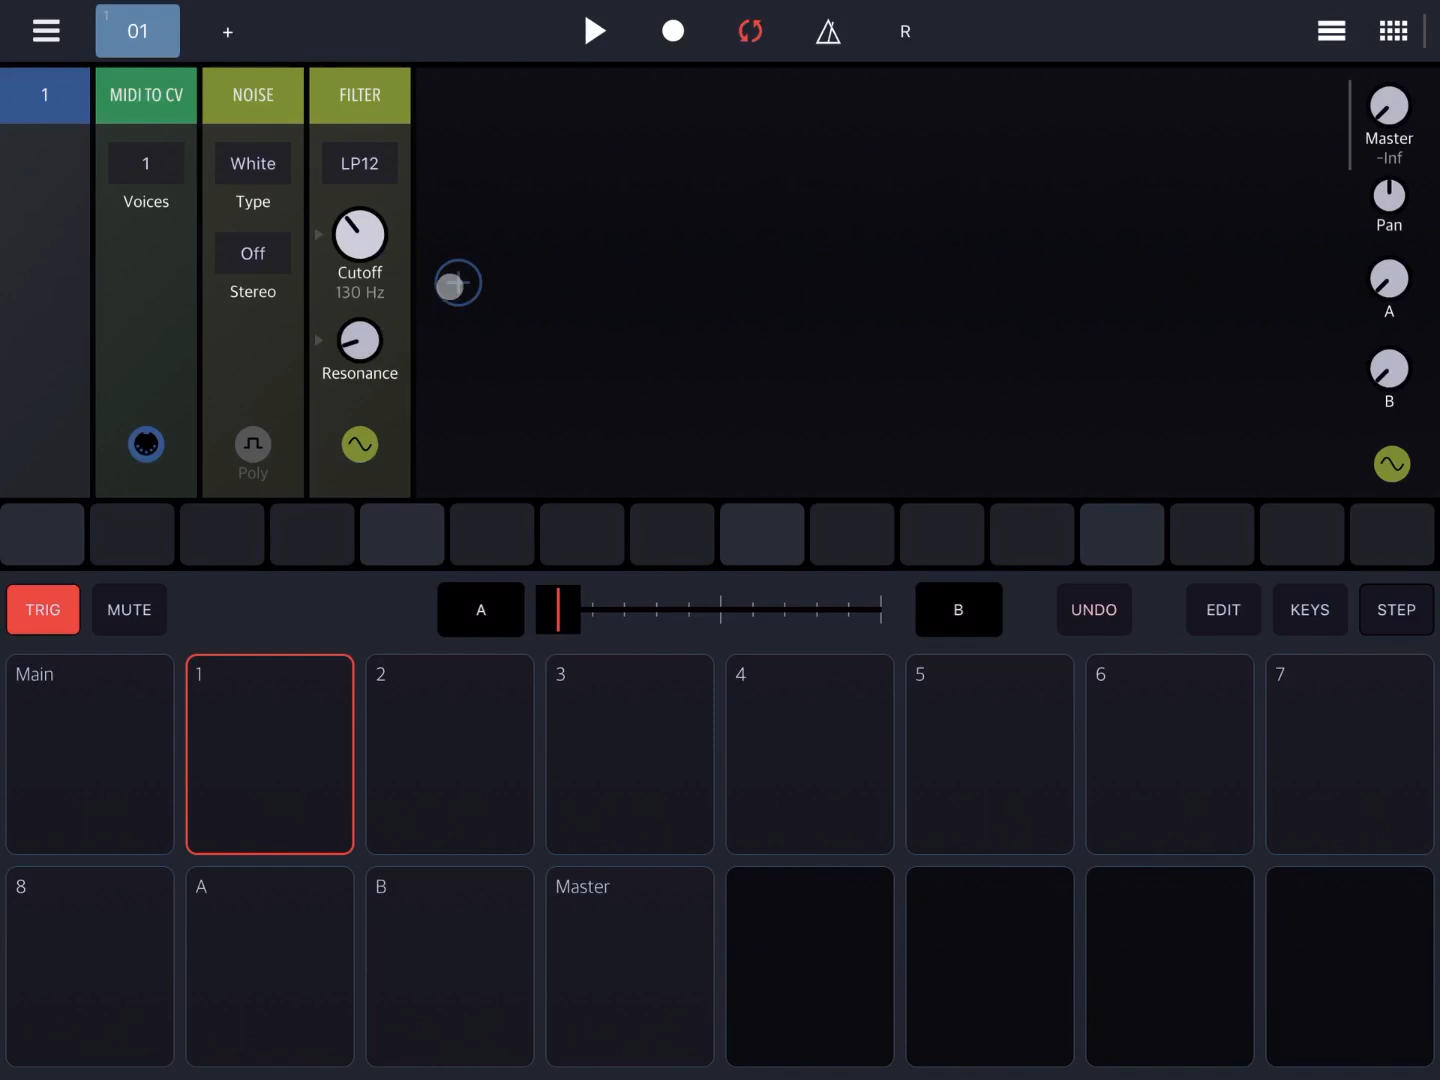 1
01
+
R
1
MIDI TO CV
NOISE
FILTER
1
Voices
White
Type
Off
Stereo
Poly
LP12
Cutoff
130 Hz
Resonance
Master
-Inf
Pan
A
B
TRIG
MUTE
A
B
UNDO
EDIT
KEYS
STEP
Main
1
2
3
4
5
6
7
8
A
B
Master